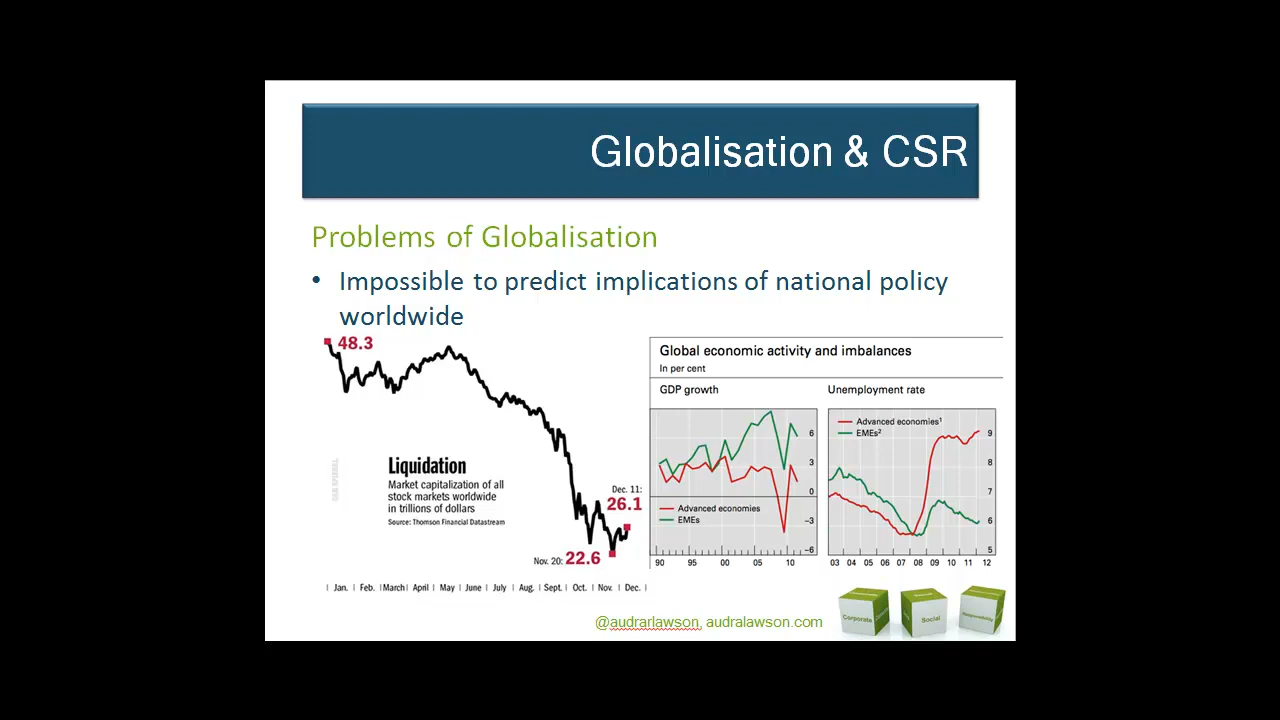 Globalisation & CSR
Problems of Globalisation
• Impossible to predict implications of national policy
worldwide
48.3
Liquidation
Market capitalization of all
stock markets worldwide
in trillions of dollars
Source: Thomson Financial Datastream
Dec. 11:
26.1
Nov. 20: 22.6
Jan. Feb. March April May June July Aug. Sept. Oct. Nov. Dec.
Global economic activity and imbalances
In per cent
GDP growth
6
3
0
–3
–6
Advanced economies
EMEs
90 95 00 05 10
Unemployment rate
Advanced economies¹
EMEs²
9
8
7
6
5
03 04 05 06 07 08 09 10 11 12
@audrarlawson, audralawson.com
Corporate
Social
Responsibility